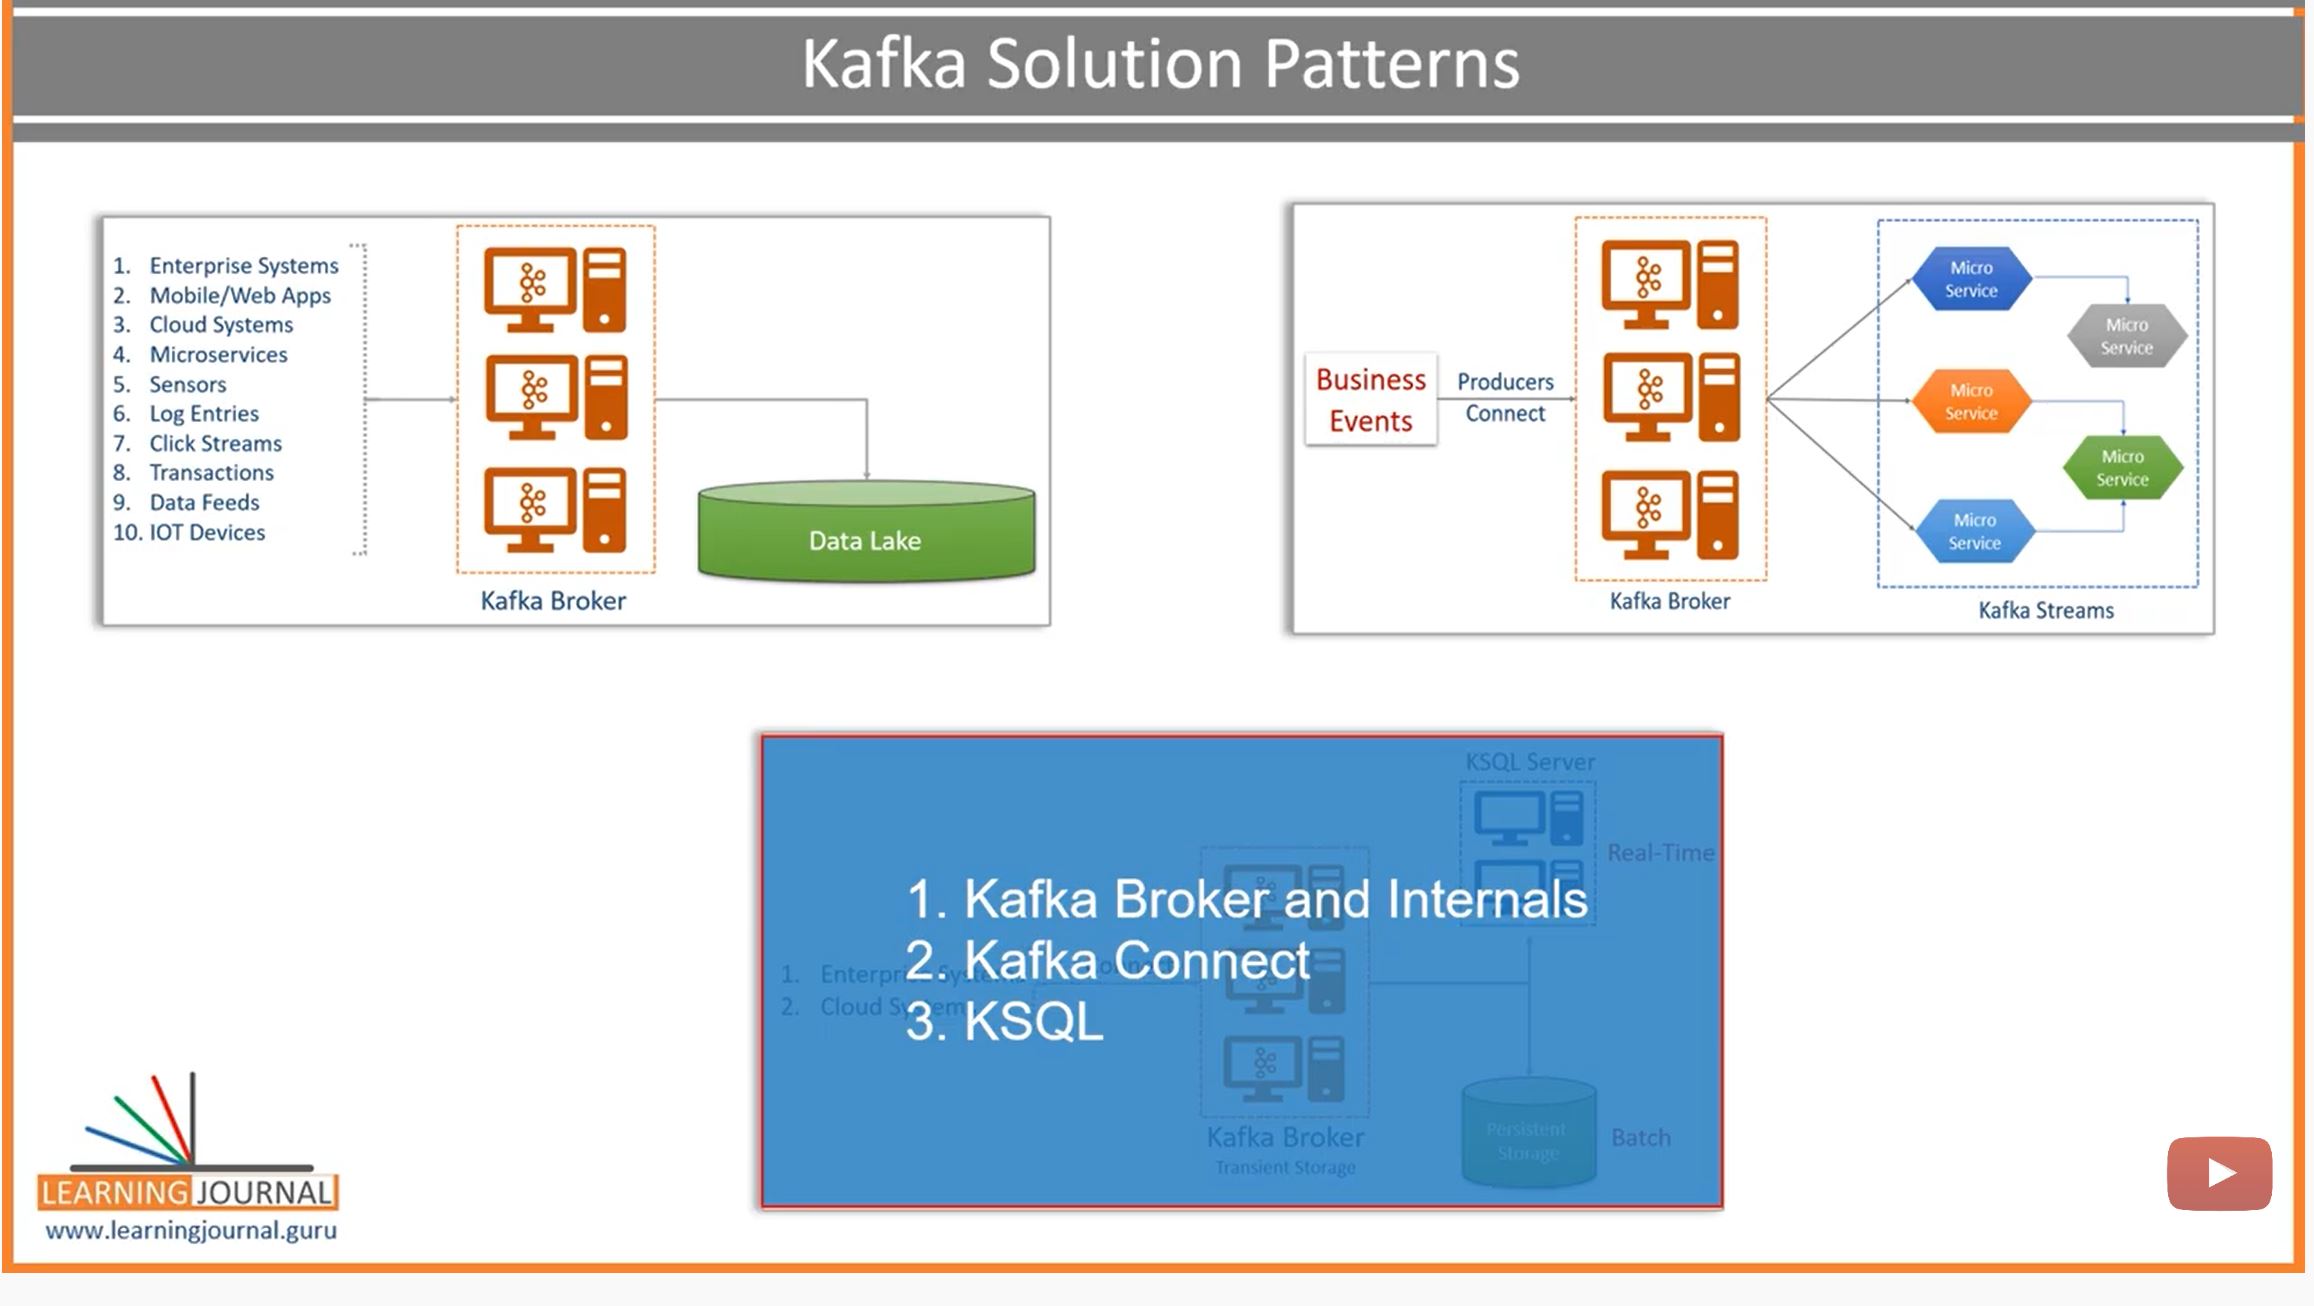 Kafka Solution Patterns
1. Enterprise Systems
2. Mobile/Web Apps
3. Cloud Systems
4. Microservices
5. Sensors
6. Log Entries
7. Click Streams
8. Transactions
9. Data Feeds
10. IOT Devices
Kafka Broker
Data Lake
Business
Events
Producers
Connect
Kafka Broker
Micro
Service
Micro
Service
Micro
Service
Micro
Service
Micro
Service
Kafka Streams
KSQL Server
Real-Time
1. Kafka Broker and Internals
2. Kafka Connect
3. KSQL
1. Enterprise Systems
2. Cloud Systems
Kafka Broker
Transient Storage
Persistent
Storage
Batch
LEARNING JOURNAL
www.learningjournal.guru